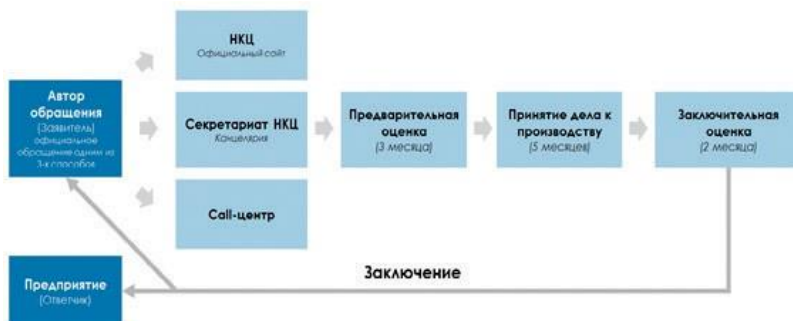 НКЦ
Официальный сайт
Автор
обращения
(Заявитель)
официальное
обращение одним из
3-х способов
Секретариат НКЦ
Канцелярия
Предварительная
оценка
(3 месяца)
Принятие дела к
производству
(5 месяцев)
Заключительная
оценка
(2 месяца)
Call-центр
Заключение
Предприятие
(Ответчик)